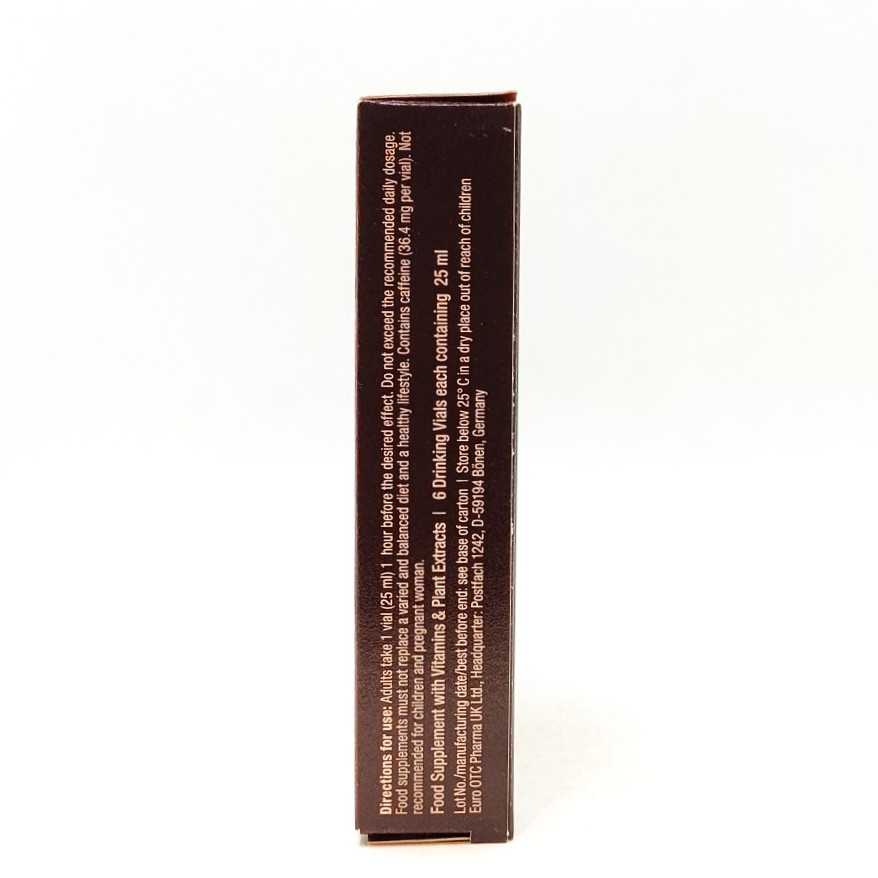 Directions for use: Adults take 1 vial (25 ml) 1 hour before the desired effect. Do not exceed the recommended daily dosage.
Food supplements must not replace a varied and balanced diet and a healthy lifestyle. Contains caffeine (36.4 mg per vial). Not
recommended for children and pregnant woman.
Food Supplement with Vitamins & Plant Extracts | 6 Drinking Vials each containing 25 ml
Lot No./manufacturing date/best before end: see base of carton | Store below 25° C in a dry place out of reach of children
Euro OTC Pharma UK Ltd., Headquarter: Postfach 1242, D-59194 Bönen, Germany